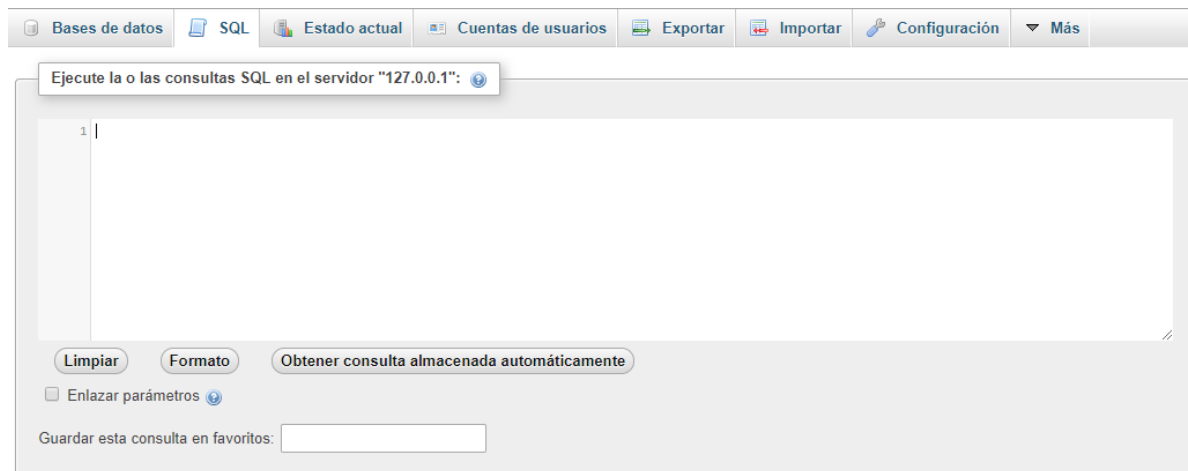 Bases de datos SQL Estado actual Cuentas de usuarios Exportar Importar Configuración Más
Ejecute la o las consultas SQL en el servidor "127.0.0.1":
1
Limpiar Formato Obtener consulta almacenada automáticamente
Enlazar parámetros
Guardar esta consulta en favoritos: